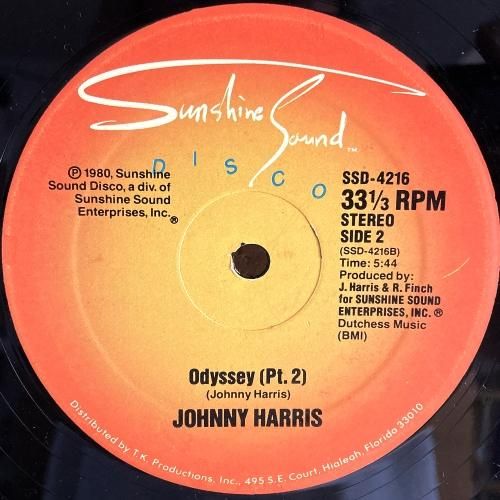 Sunshine Sound™
DISCO
℗ 1980, Sunshine
Sound Disco, a div. of
Sunshine Sound
Enterprises, Inc.®
SSD-4216
33⅓ RPM
STEREO
SIDE 2
(SSD-4216B)
Time: 5:44
Produced by:
J. Harris & R. Finch
for SUNSHINE SOUND
ENTERPRISES, INC.®
Dutchess Music
(BMI)
Odyssey (Pt. 2)
(Johnny Harris)
JOHNNY HARRIS
Distributed by T.K. Productions, Inc., 495 S.E. Court, Hialeah, Florida 33010